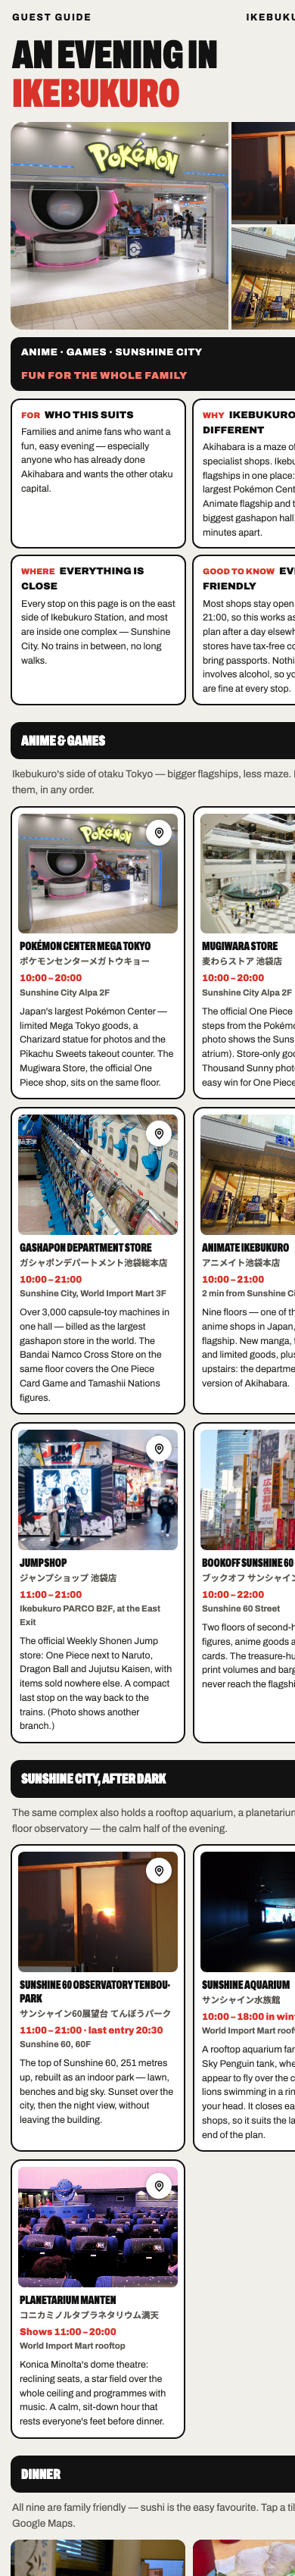 GUEST GUIDE
IKEBUKU
AN EVENING IN
IKEBUKURO
Pokémon
ANIME · GAMES · SUNSHINE CITY
FUN FOR THE WHOLE FAMILY
FOR WHO THIS SUITS
Families and anime fans who want a
fun, easy evening — especially
anyone who has already done
Akihabara and wants the other otaku
capital.
WHY IKEBUKURO
DIFFERENT
Akihabara is a maze of
specialist shops. Ikebu
flagships in one place:
largest Pokémon Cent
Animate flagship and t
biggest gashapon hall
minutes apart.
WHERE EVERYTHING IS
CLOSE
Every stop on this page is on the east
side of Ikebukuro Station, and most
are inside one complex — Sunshine
City. No trains in between, no long
walks.
GOOD TO KNOW EV
FRIENDLY
Most shops stay open
21:00, so this works as
plan after a day elsewh
stores have tax-free co
bring passports. Nothi
involves alcohol, so yo
are fine at every stop.
ANIME & GAMES
Ikebukuro's side of otaku Tokyo — bigger flagships, less maze.
them, in any order.
Pokémon
POKÉMON CENTER MEGA TOKYO
ポケモンセンターメガトウキョー
10:00 – 20:00
Sunshine City Alpa 2F
Japan's largest Pokémon Center —
limited Mega Tokyo goods, a
Charizard statue for photos and the
Pikachu Sweets takeout counter. The
Mugiwara Store, the official One
Piece shop, sits on the same floor.
MUGIWARA STORE
麦わらストア 池袋店
10:00 – 20:00
Sunshine City Alpa 2F
The official One Piece
steps from the Pokémo
photo shows the Suns
atrium). Store-only goo
Thousand Sunny photo
easy win for One Piece
GASHAPON DEPARTMENT STORE
ガシャポンデパートメント池袋総本店
10:00 – 21:00
Sunshine City, World Import Mart 3F
Over 3,000 capsule-toy machines in
one hall — billed as the largest
gashapon store in the world. The
Bandai Namco Cross Store on the
same floor covers the One Piece
Card Game and Tamashii Nations
figures.
ANIMATE IKEBUKURO
アニメイト池袋本店
10:00 – 21:00
2 min from Sunshine Ci
Nine floors — one of th
anime shops in Japan,
flagship. New manga,
and limited goods, plus
upstairs: the departme
version of Akihabara.
JUMP
SHOP
JUMP SHOP
ジャンプショップ 池袋店
11:00 – 21:00
Ikebukuro PARCO B2F, at the East
Exit
The official Weekly Shonen Jump
store: One Piece next to Naruto,
Dragon Ball and Jujutsu Kaisen, with
items sold nowhere else. A compact
last stop on the way back to the
trains. (Photo shows another
branch.)
BOOKOFF SUNSHINE 60
ブックオフ サンシャイン
10:00 – 22:00
Sunshine 60 Street
Two floors of second-h
figures, anime goods a
cards. The treasure-hu
print volumes and barg
never reach the flagshi
SUNSHINE CITY, AFTER DARK
The same complex also holds a rooftop aquarium, a planetarium
floor observatory — the calm half of the evening.
SUNSHINE 60 OBSERVATORY TENBOU-
PARK
サンシャイン60展望台 てんぼうパーク
11:00 – 21:00 · last entry 20:30
Sunshine 60, 60F
The top of Sunshine 60, 251 metres
up, rebuilt as an indoor park — lawn,
benches and big sky. Sunset over the
city, then the night view, without
leaving the building.
SUNSHINE AQUARIUM
サンシャイン水族館
10:00 – 18:00 in win
World Import Mart roof
A rooftop aquarium fa
Sky Penguin tank, whe
appear to fly over the c
lions swimming in a rin
your head. It closes ea
shops, so it suits the la
end of the plan.
PLANETARIUM MANTEN
コニカミノルタプラネタリウム満天
Shows 11:00 – 20:00
World Import Mart rooftop
Konica Minolta's dome theatre:
reclining seats, a star field over the
whole ceiling and programmes with
music. A calm, sit-down hour that
rests everyone's feet before dinner.
DINNER
All nine are family friendly — sushi is the easy favourite. Tap a til
Google Maps.